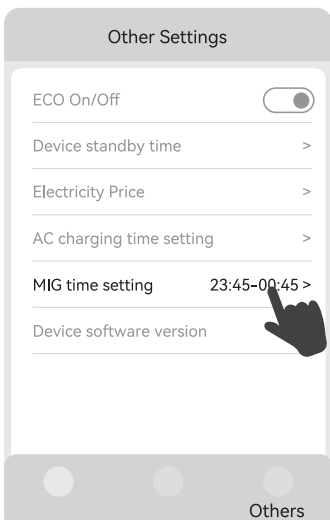 Other Settings
ECO On/Off
Device standby time >
Electricity Price >
AC charging time setting >
MIG time setting 23:45-00:45 >
Device software version
Others